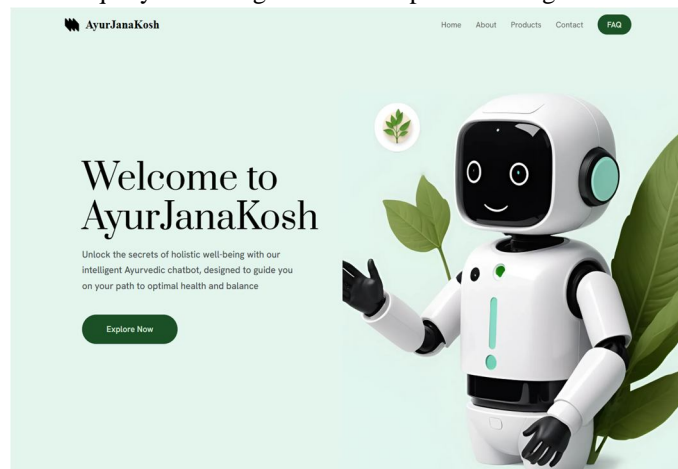 AyurJanaKosh
Home About Products Contact FAQ
Welcome to
AyurJanaKosh
Unlock the secrets of holistic well-being with our
intelligent Ayurvedic chatbot, designed to guide you
on your path to optimal health and balance
Explore Now